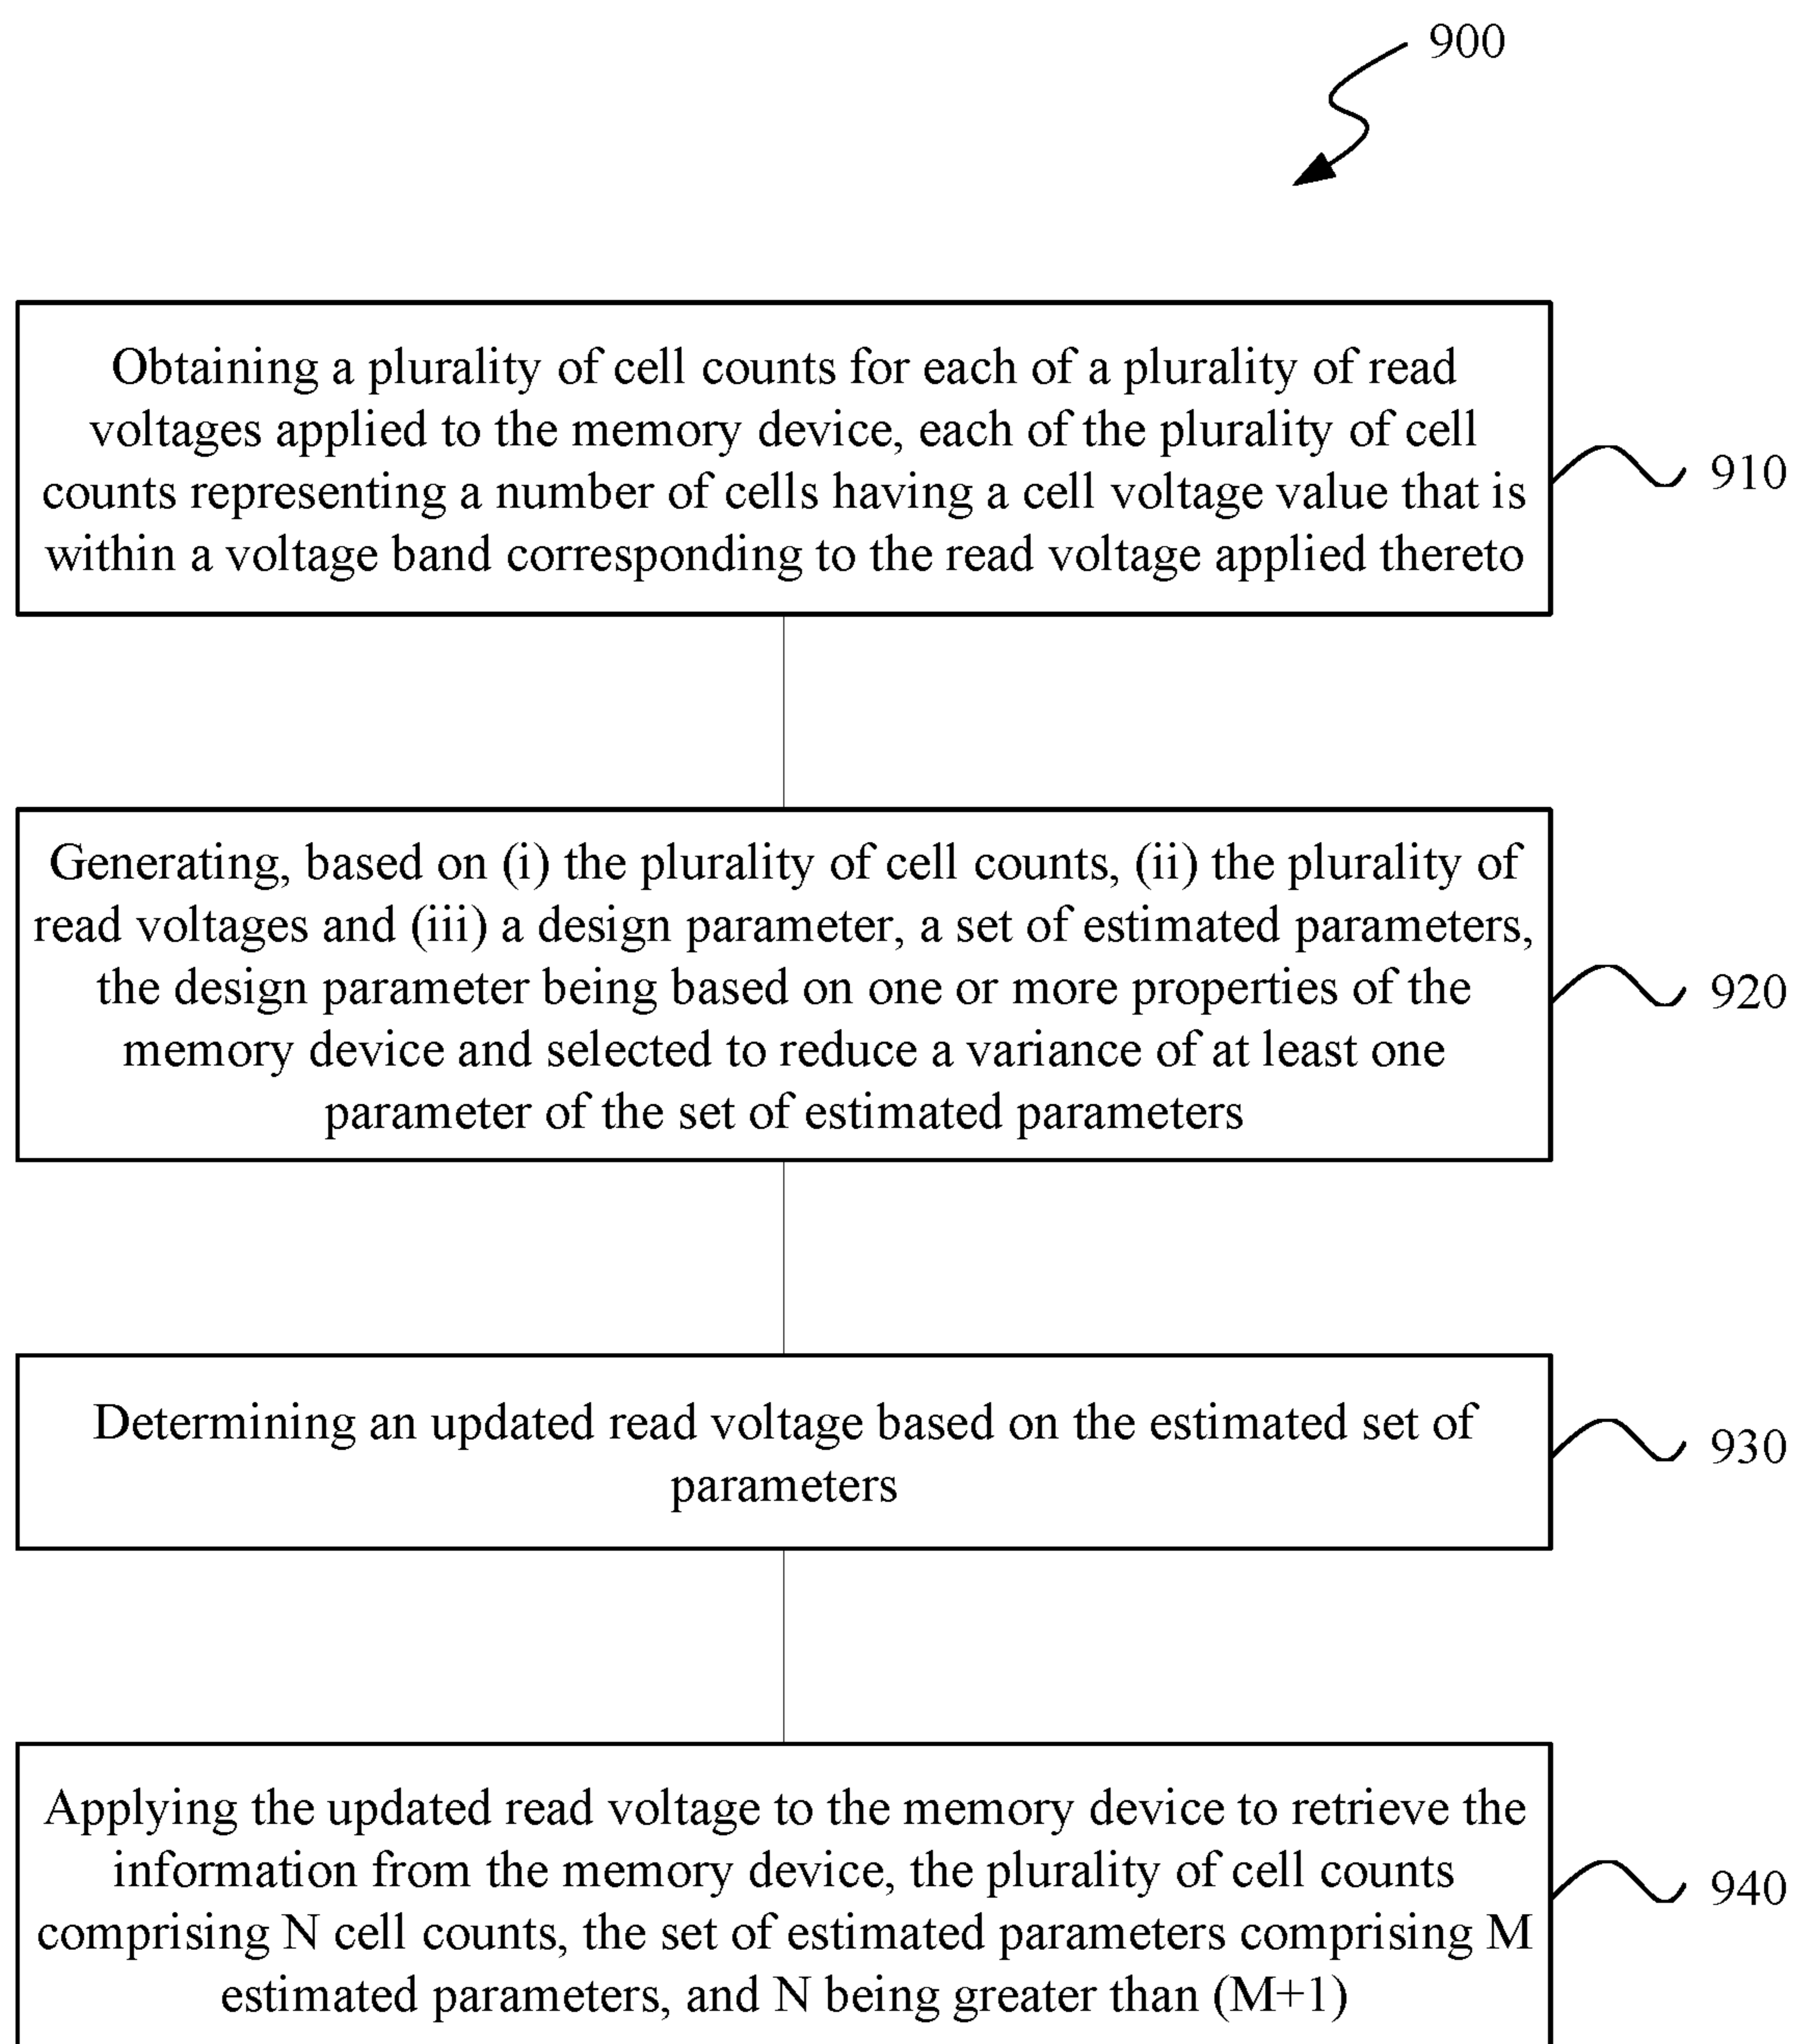 900
Obtaining a plurality of cell counts for each of a plurality of read
voltages applied to the memory device, each of the plurality of cell
counts representing a number of cells having a cell voltage value that is
within a voltage band corresponding to the read voltage applied thereto
910
Generating, based on (i) the plurality of cell counts, (ii) the plurality of
read voltages and (iii) a design parameter, a set of estimated parameters,
the design parameter being based on one or more properties of the
memory device and selected to reduce a variance of at least one
parameter of the set of estimated parameters
920
Determining an updated read voltage based on the estimated set of
parameters
930
Applying the updated read voltage to the memory device to retrieve the
information from the memory device, the plurality of cell counts
comprising N cell counts, the set of estimated parameters comprising M
estimated parameters, and N being greater than (M+1)
940